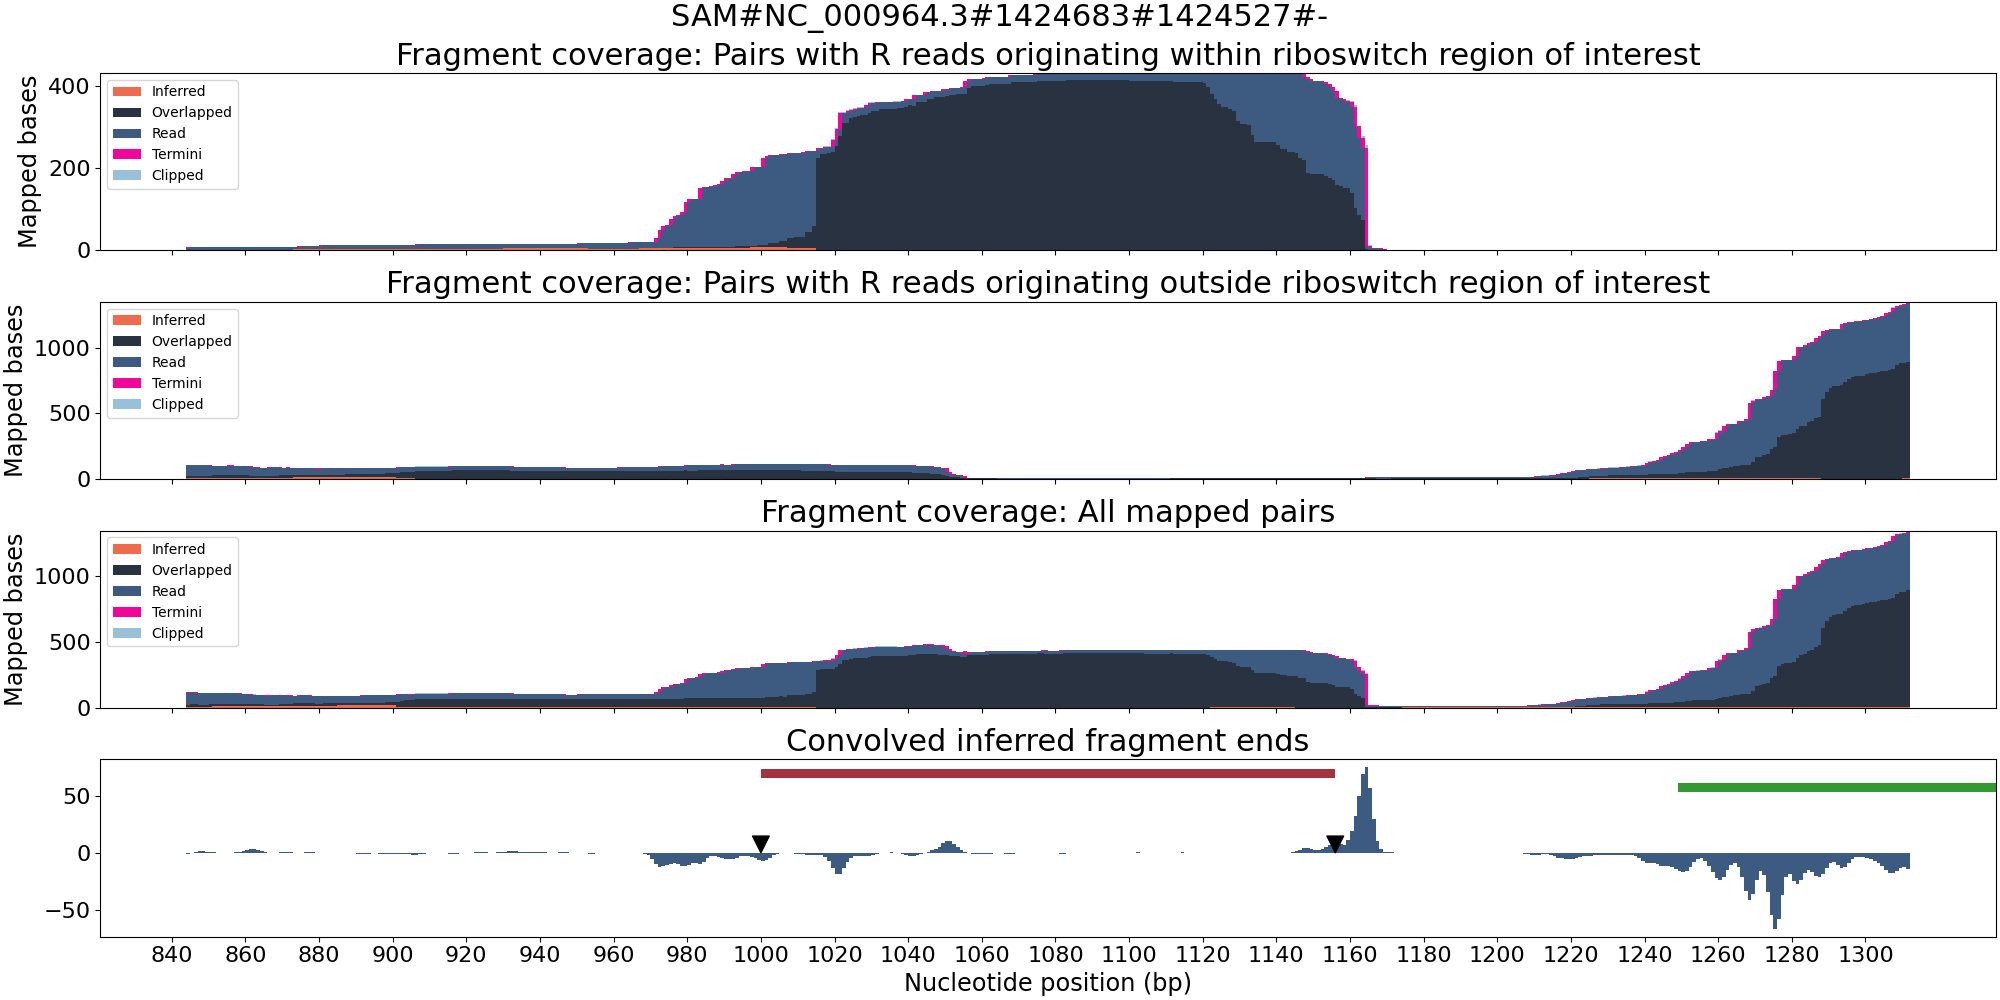 SAM#NC_000964.3#1424683#1424527#-
Fragment coverage: Pairs with R reads originating within riboswitch region of interest
Mapped bases
400
200
0
Inferred
Overlapped
Read
Termini
Clipped
Fragment coverage: Pairs with R reads originating outside riboswitch region of interest
Mapped bases
1000
500
0
Inferred
Overlapped
Read
Termini
Clipped
Fragment coverage: All mapped pairs
Mapped bases
1000
500
0
Inferred
Overlapped
Read
Termini
Clipped
Convolved inferred fragment ends
50
0
−50
840 860 880 900 920 940 960 980 1000 1020 1040 1060 1080 1100 1120 1140 1160 1180 1200 1220 1240 1260 1280 1300
Nucleotide position (bp)